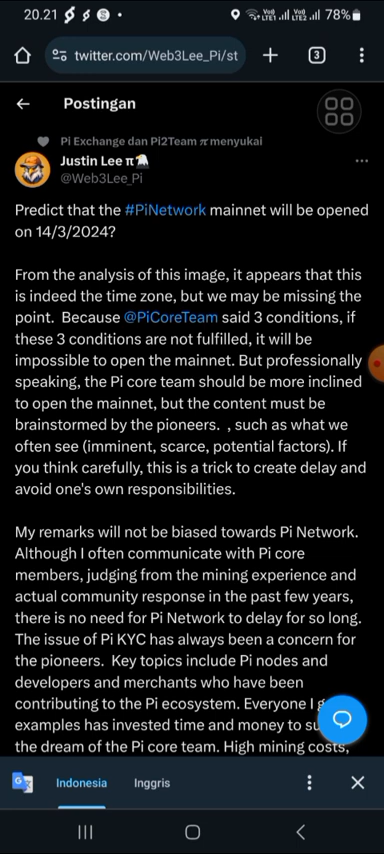 20.21
78%
twitter.com/Web3Lee_Pi/st
3
Postingan
Pi Exchange dan Pi2Team π menyukai
Justin Lee π
@Web3Lee_Pi
Predict that the #PiNetwork mainnet will be opened
on 14/3/2024?
From the analysis of this image, it appears that this
is indeed the time zone, but we may be missing the
point.  Because @PiCoreTeam said 3 conditions, if
these 3 conditions are not fulfilled, it will be
impossible to open the mainnet. But professionally
speaking, the Pi core team should be more inclined
to open the mainnet, but the content must be
brainstormed by the pioneers.  , such as what we
often see (imminent, scarce, potential factors). If
you think carefully, this is a trick to create delay and
avoid one's own responsibilities.
My remarks will not be biased towards Pi Network.
Although I often communicate with Pi core
members, judging from the mining experience and
actual community response in the past few years,
there is no need for Pi Network to delay for so long.
The issue of Pi KYC has always been a concern for
the pioneers.  Key topics include Pi nodes and
developers and merchants who have been
contributing to the Pi ecosystem. Everyone I
examples has invested time and money to
the dream of the Pi core team. High mining costs,
Indonesia
Inggris